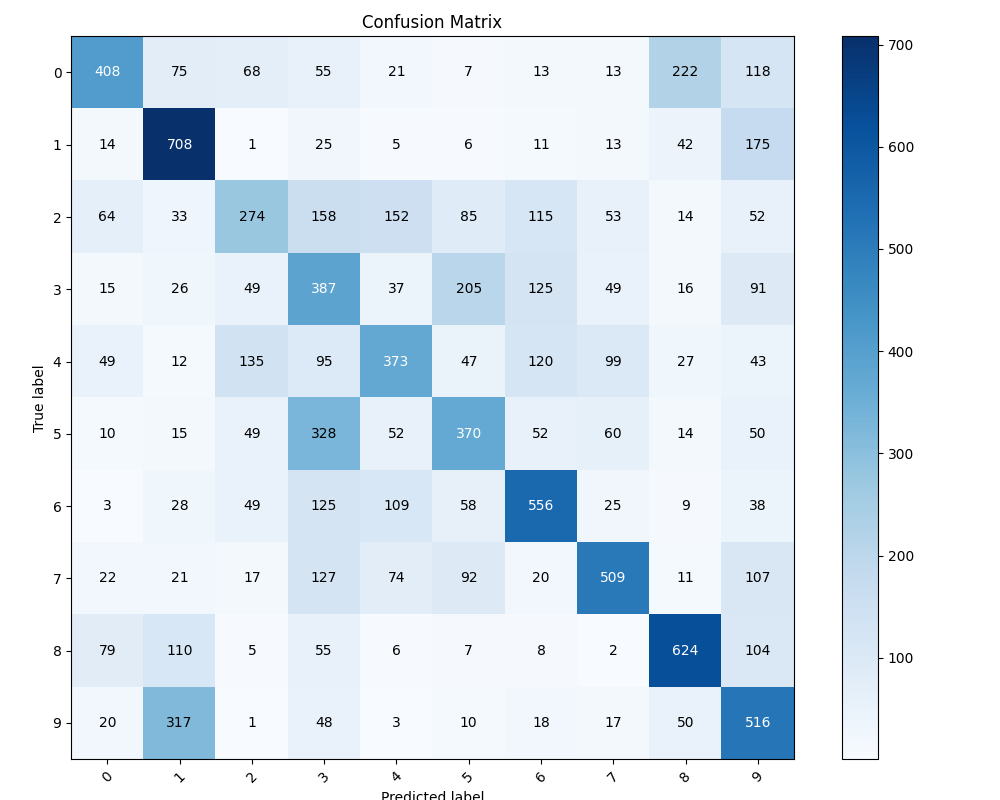 Confusion Matrix
0 408 75 68 55 21 7 13 13 222 118
1 14 708 1 25 5 6 11 13 42 175
2 64 33 274 158 152 85 115 53 14 52
3 15 26 49 387 37 205 125 49 16 91
4 49 12 135 95 373 47 120 99 27 43
5 10 15 49 328 52 370 52 60 14 50
6 3 28 49 125 109 58 556 25 9 38
7 22 21 17 127 74 92 20 509 11 107
8 79 110 5 55 6 7 8 2 624 104
9 20 317 1 48 3 10 18 17 50 516
0 1 2 3 4 5 6 7 8 9
True label
Predicted label
700
600
500
400
300
200
100